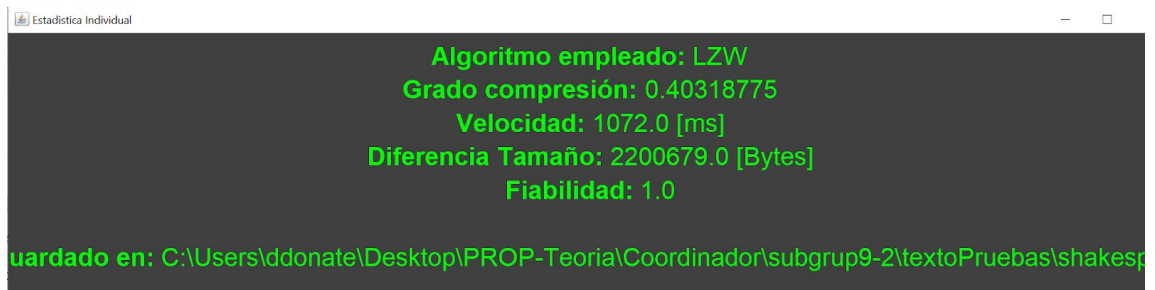 Estadistica Individual
Algoritmo empleado: LZW
Grado compresión: 0.40318775
Velocidad: 1072.0 [ms]
Diferencia Tamaño: 2200679.0 [Bytes]
Fiabilidad: 1.0
uardado en: C:\Users\ddonate\Desktop\PROP-Teoria\Coordinador\subgrup9-2\textoPruebas\shakesp